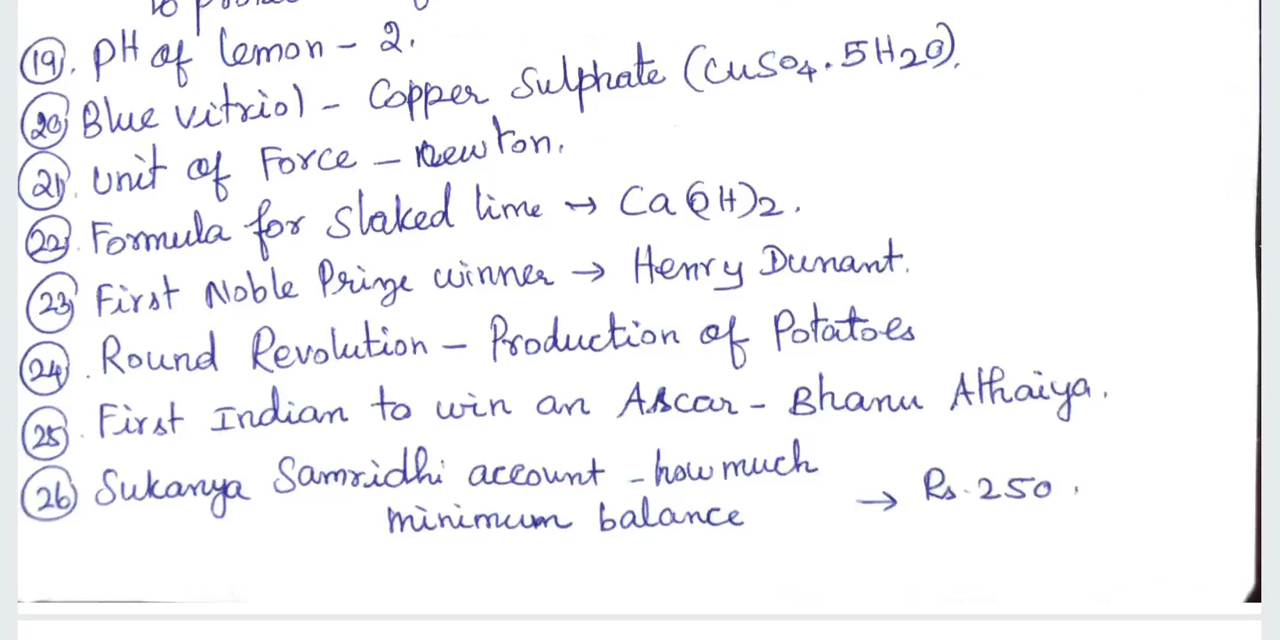 to
19. pH of lemon - 2.
20 Blue vitriol - Copper Sulphate (CuSO4.5H2O).
21. Unit of Force - Newton.
22. Formula for Slaked lime → Ca(OH)2.
23. First Noble Prize winner → Henry Dunant.
24. Round Revolution - Production of Potatoes
25. First Indian to win an Ascar - Bhanu Athaiya.
26 Sukanya Samridhi account - how much
minimum balance → Rs.250.